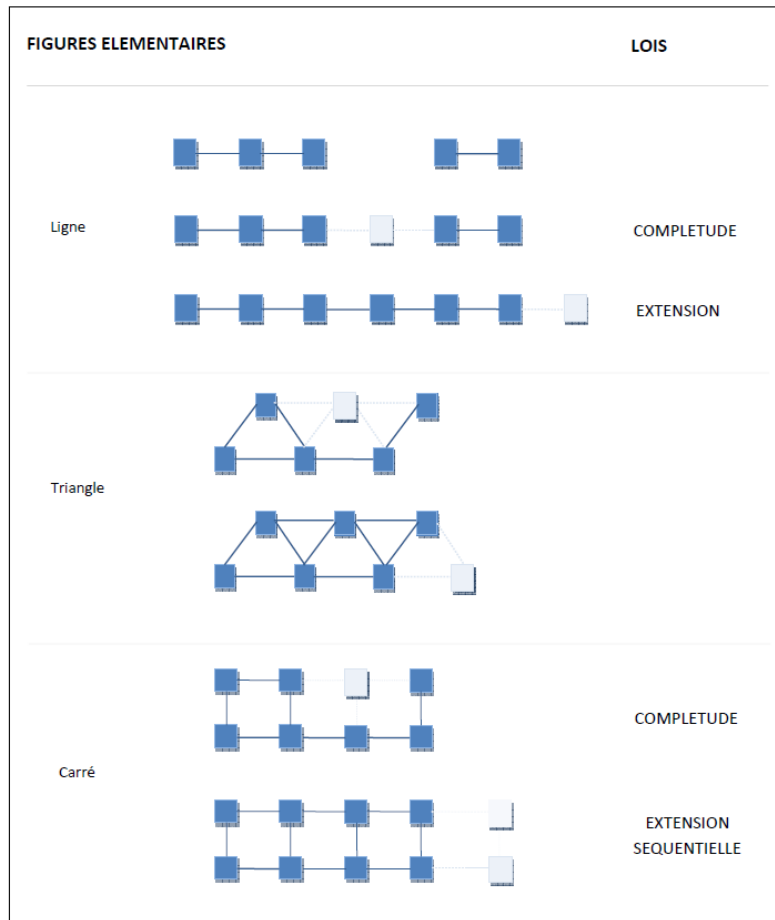 FIGURES ELEMENTAIRES LOIS
Ligne
COMPLETUDE
EXTENSION
Triangle
COMPLETUDE
Carré
EXTENSION
SEQUENTIELLE